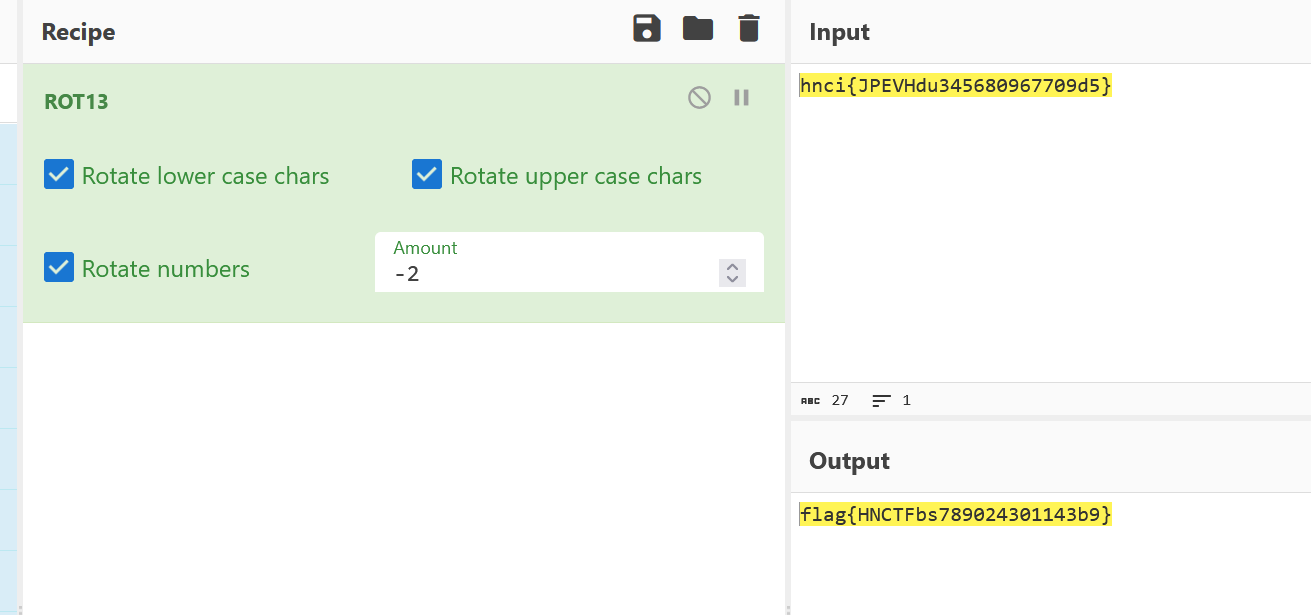 Recipe
ROT13
Rotate lower case chars
Rotate upper case chars
Rotate numbers
Amount
-2
Input
hnci{JPEVHdu345680967709d5}
ABC 27 1
Output
flag{HNCTFbs789024301143b9}